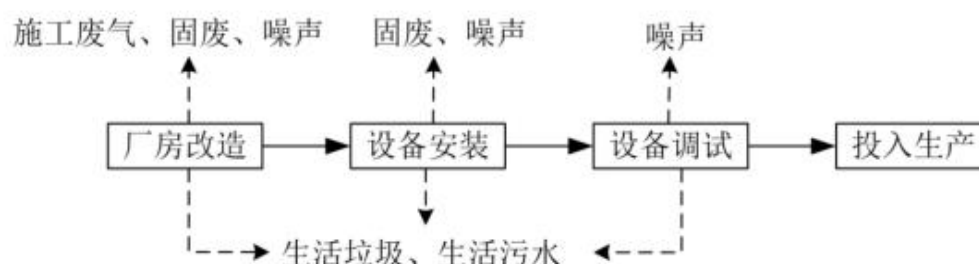 施工废气、固废、噪声 固废、噪声 噪声
厂房改造 设备安装 设备调试 投入生产
生活垃圾、生活污水